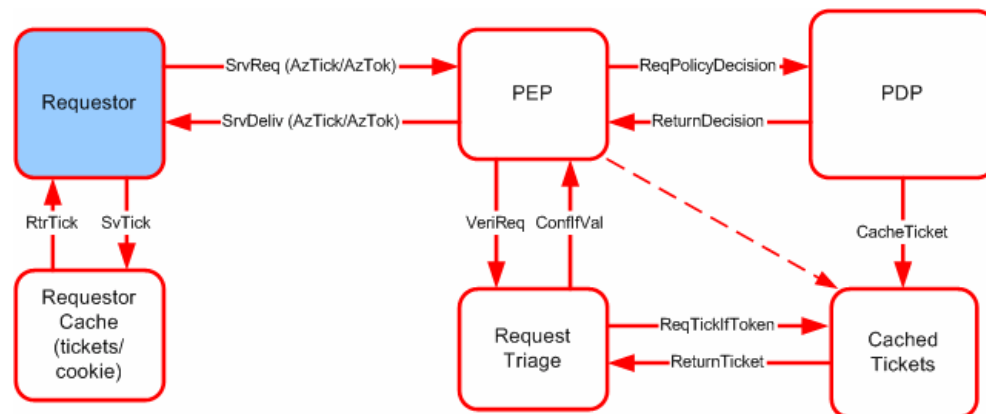 SrvReq (AzTick/AzTok)
ReqPolicyDecision
Requestor
PEP
PDP
SrvDeliv (AzTick/AzTok)
ReturnDecision
RtrTick
SvTick
VeriReq
ConfIfVal
CacheTicket
Requestor
Cache
(tickets/
cookie)
Request
Triage
ReqTickIfToken
ReturnTicket
Cached
Tickets